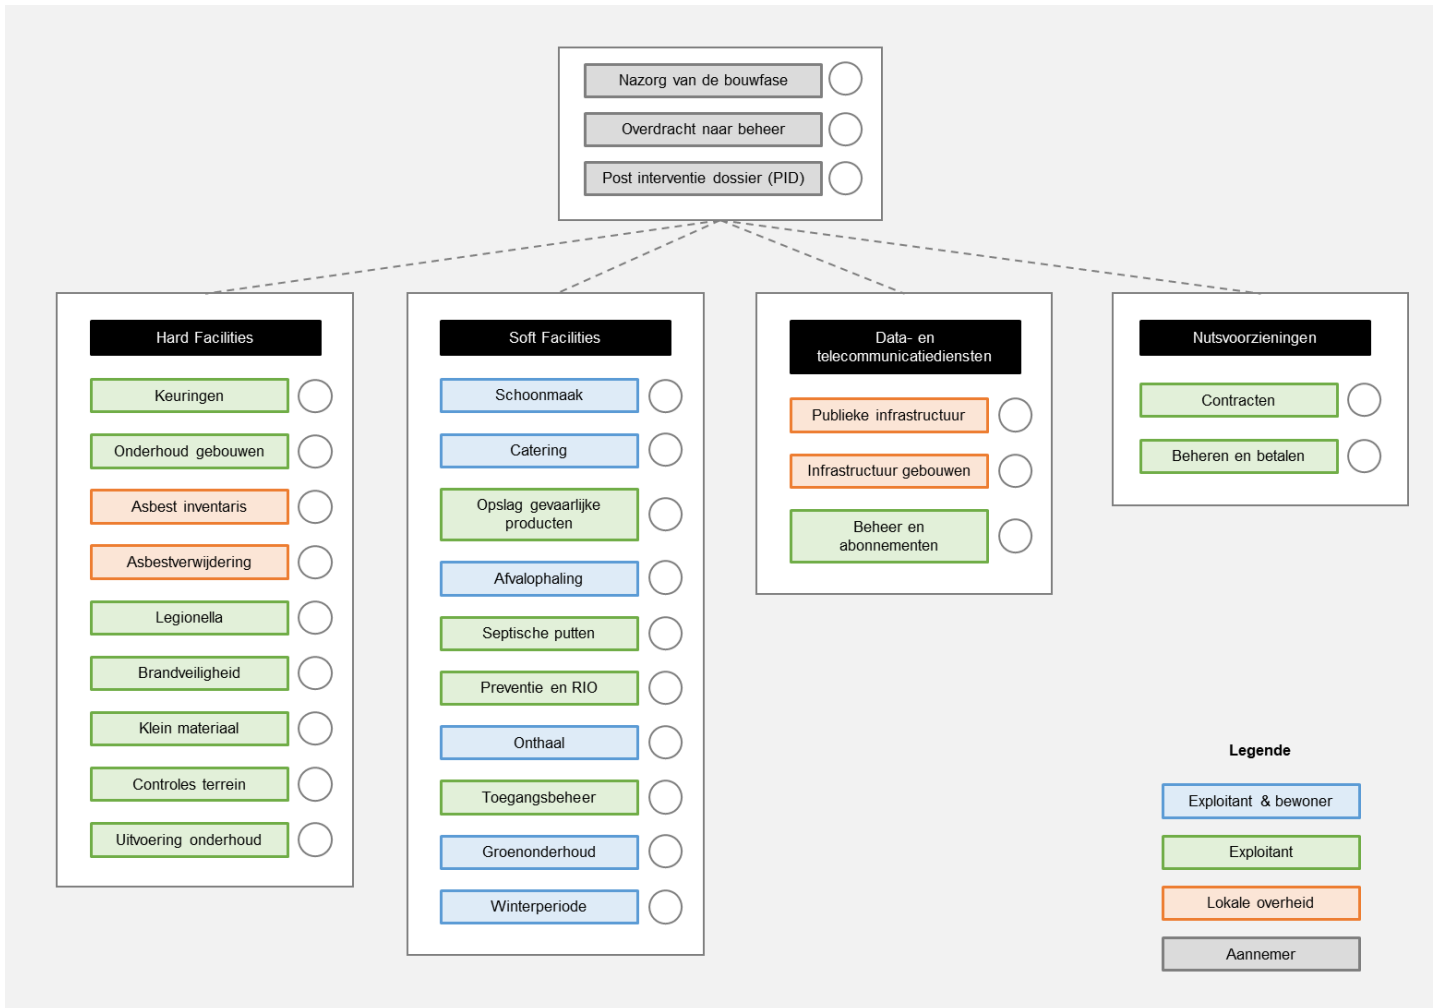 Nazorg van de bouwfase
Overdracht naar beheer
Post interventie dossier (PID)
Hard Facilities
Keuringen
Onderhoud gebouwen
Asbest inventaris
Asbestverwijdering
Legionella
Brandveiligheid
Klein materiaal
Controles terrein
Uitvoering onderhoud
Soft Facilities
Schoonmaak
Catering
Opslag gevaarlijke
producten
Afvalophaling
Septische putten
Preventie en RIO
Onthaal
Toegangsbeheer
Groenonderhoud
Winterperiode
Data- en
telecommunicatiediensten
Publieke infrastructuur
Infrastructuur gebouwen
Beheer en
abonnementen
Nutsvoorzieningen
Contracten
Beheren en betalen
Legende
Exploitant & bewoner
Exploitant
Lokale overheid
Aannemer